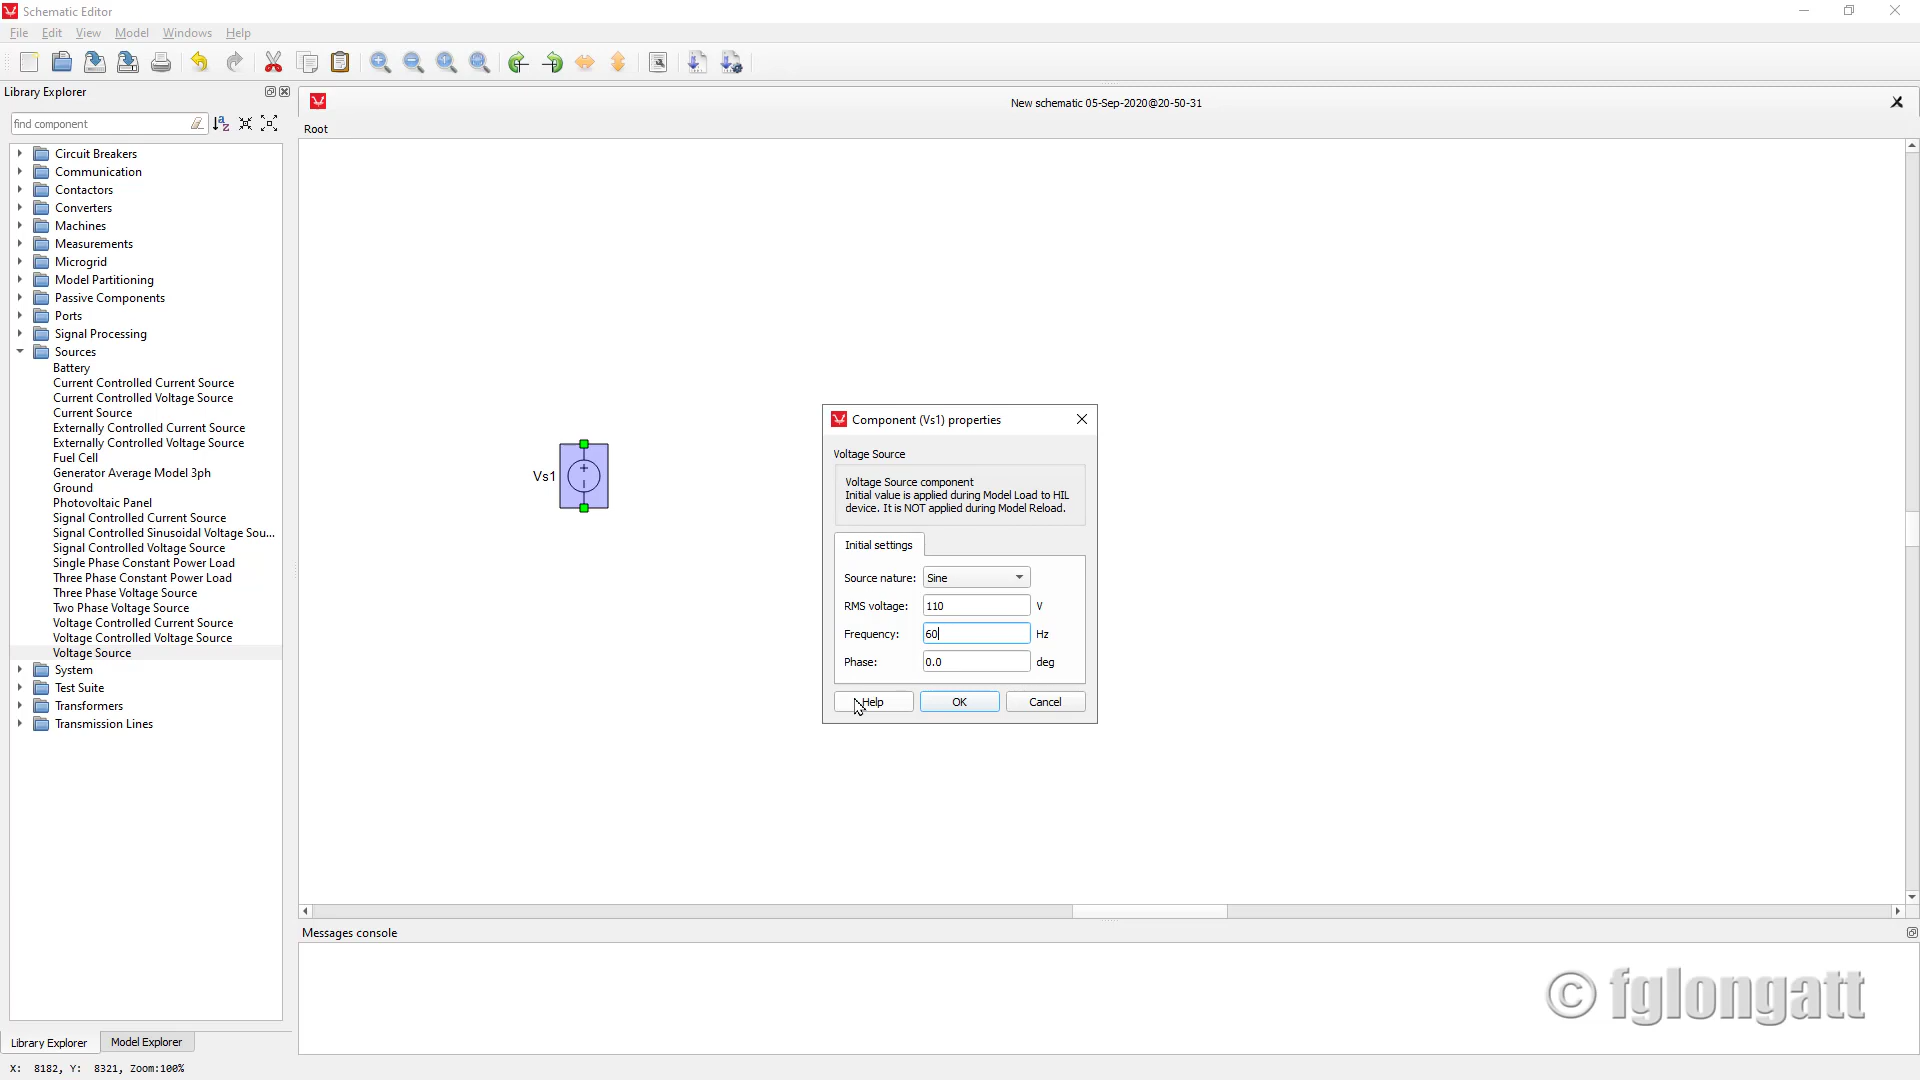 Schematic Editor
File Edit View Model Windows Help
Library Explorer
New schematic 05-Sep-2020@20-50-31
find component
Root
Circuit Breakers
Communication
Contactors
Converters
Machines
Measurements
Microgrid
Model Partitioning
Passive Components
Ports
Signal Processing
Sources
Battery
Current Controlled Current Source
Current Controlled Voltage Source
Current Source
Externally Controlled Current Source
Externally Controlled Voltage Source
Fuel Cell
Generator Average Model 3ph
Ground
Photovoltaic Panel
Signal Controlled Current Source
Signal Controlled Sinusoidal Voltage Sou...
Signal Controlled Voltage Source
Single Phase Constant Power Load
Three Phase Constant Power Load
Three Phase Voltage Source
Two Phase Voltage Source
Voltage Controlled Current Source
Voltage Controlled Voltage Source
Voltage Source
System
Test Suite
Transformers
Transmission Lines
Vs1
Component (Vs1) properties
Voltage Source
Voltage Source component
Initial value is applied during Model Load to HIL
device. It is NOT applied during Model Reload.
Initial settings
Source nature: Sine
RMS voltage: 110 V
Frequency: 60 Hz
Phase: 0.0 deg
Help OK Cancel
Messages console
© fglongatt
Library Explorer Model Explorer
X: 8182, Y: 8321, Zoom:100%